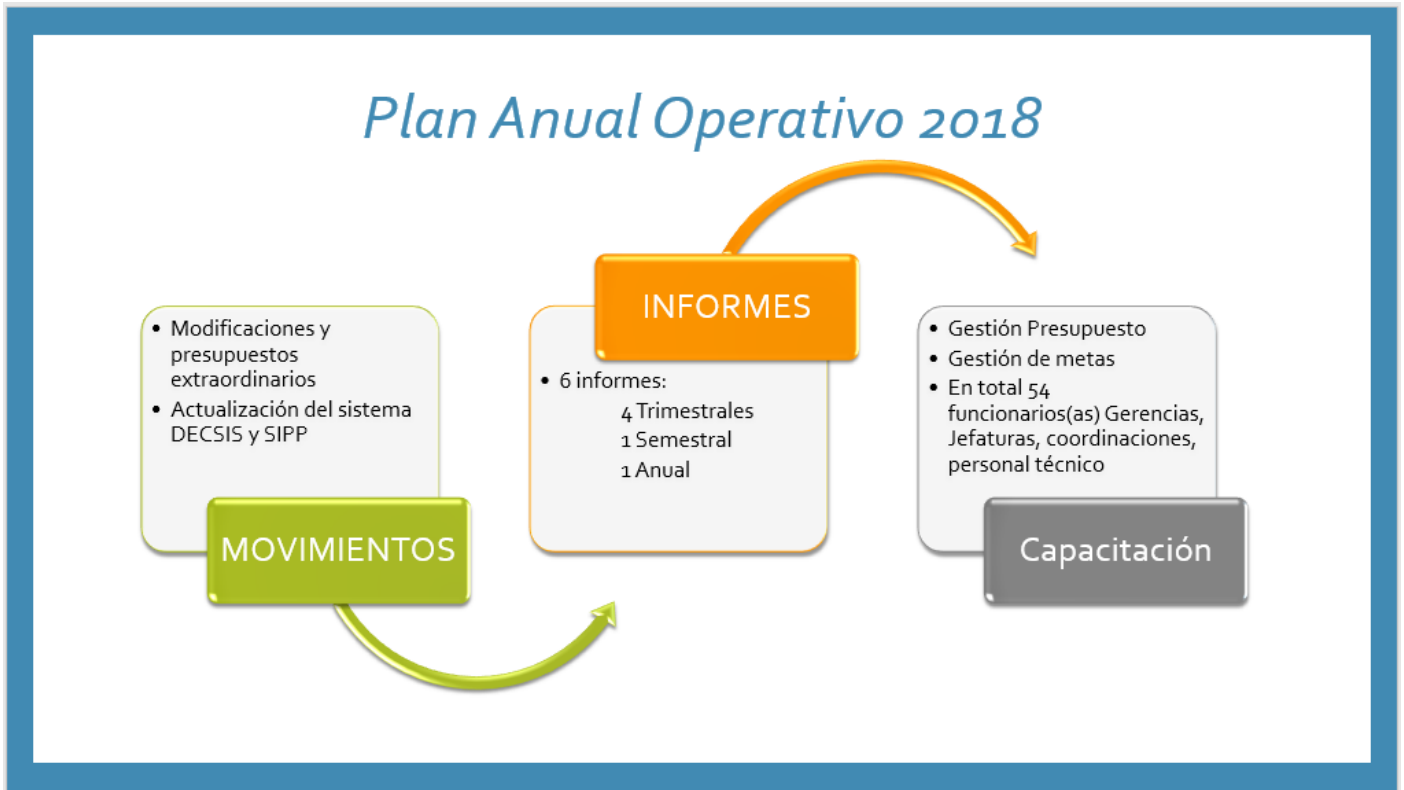 Plan Anual Operativo 2018
• Modificaciones y
presupuestos
extraordinarios
• Actualización del sistema
DECSIS y SIPP
MOVIMIENTOS
INFORMES
• 6 informes:
4 Trimestrales
1 Semestral
1 Anual
• Gestión Presupuesto
• Gestión de metas
• En total 54
funcionarios(as) Gerencias,
Jefaturas, coordinaciones,
personal técnico
Capacitación